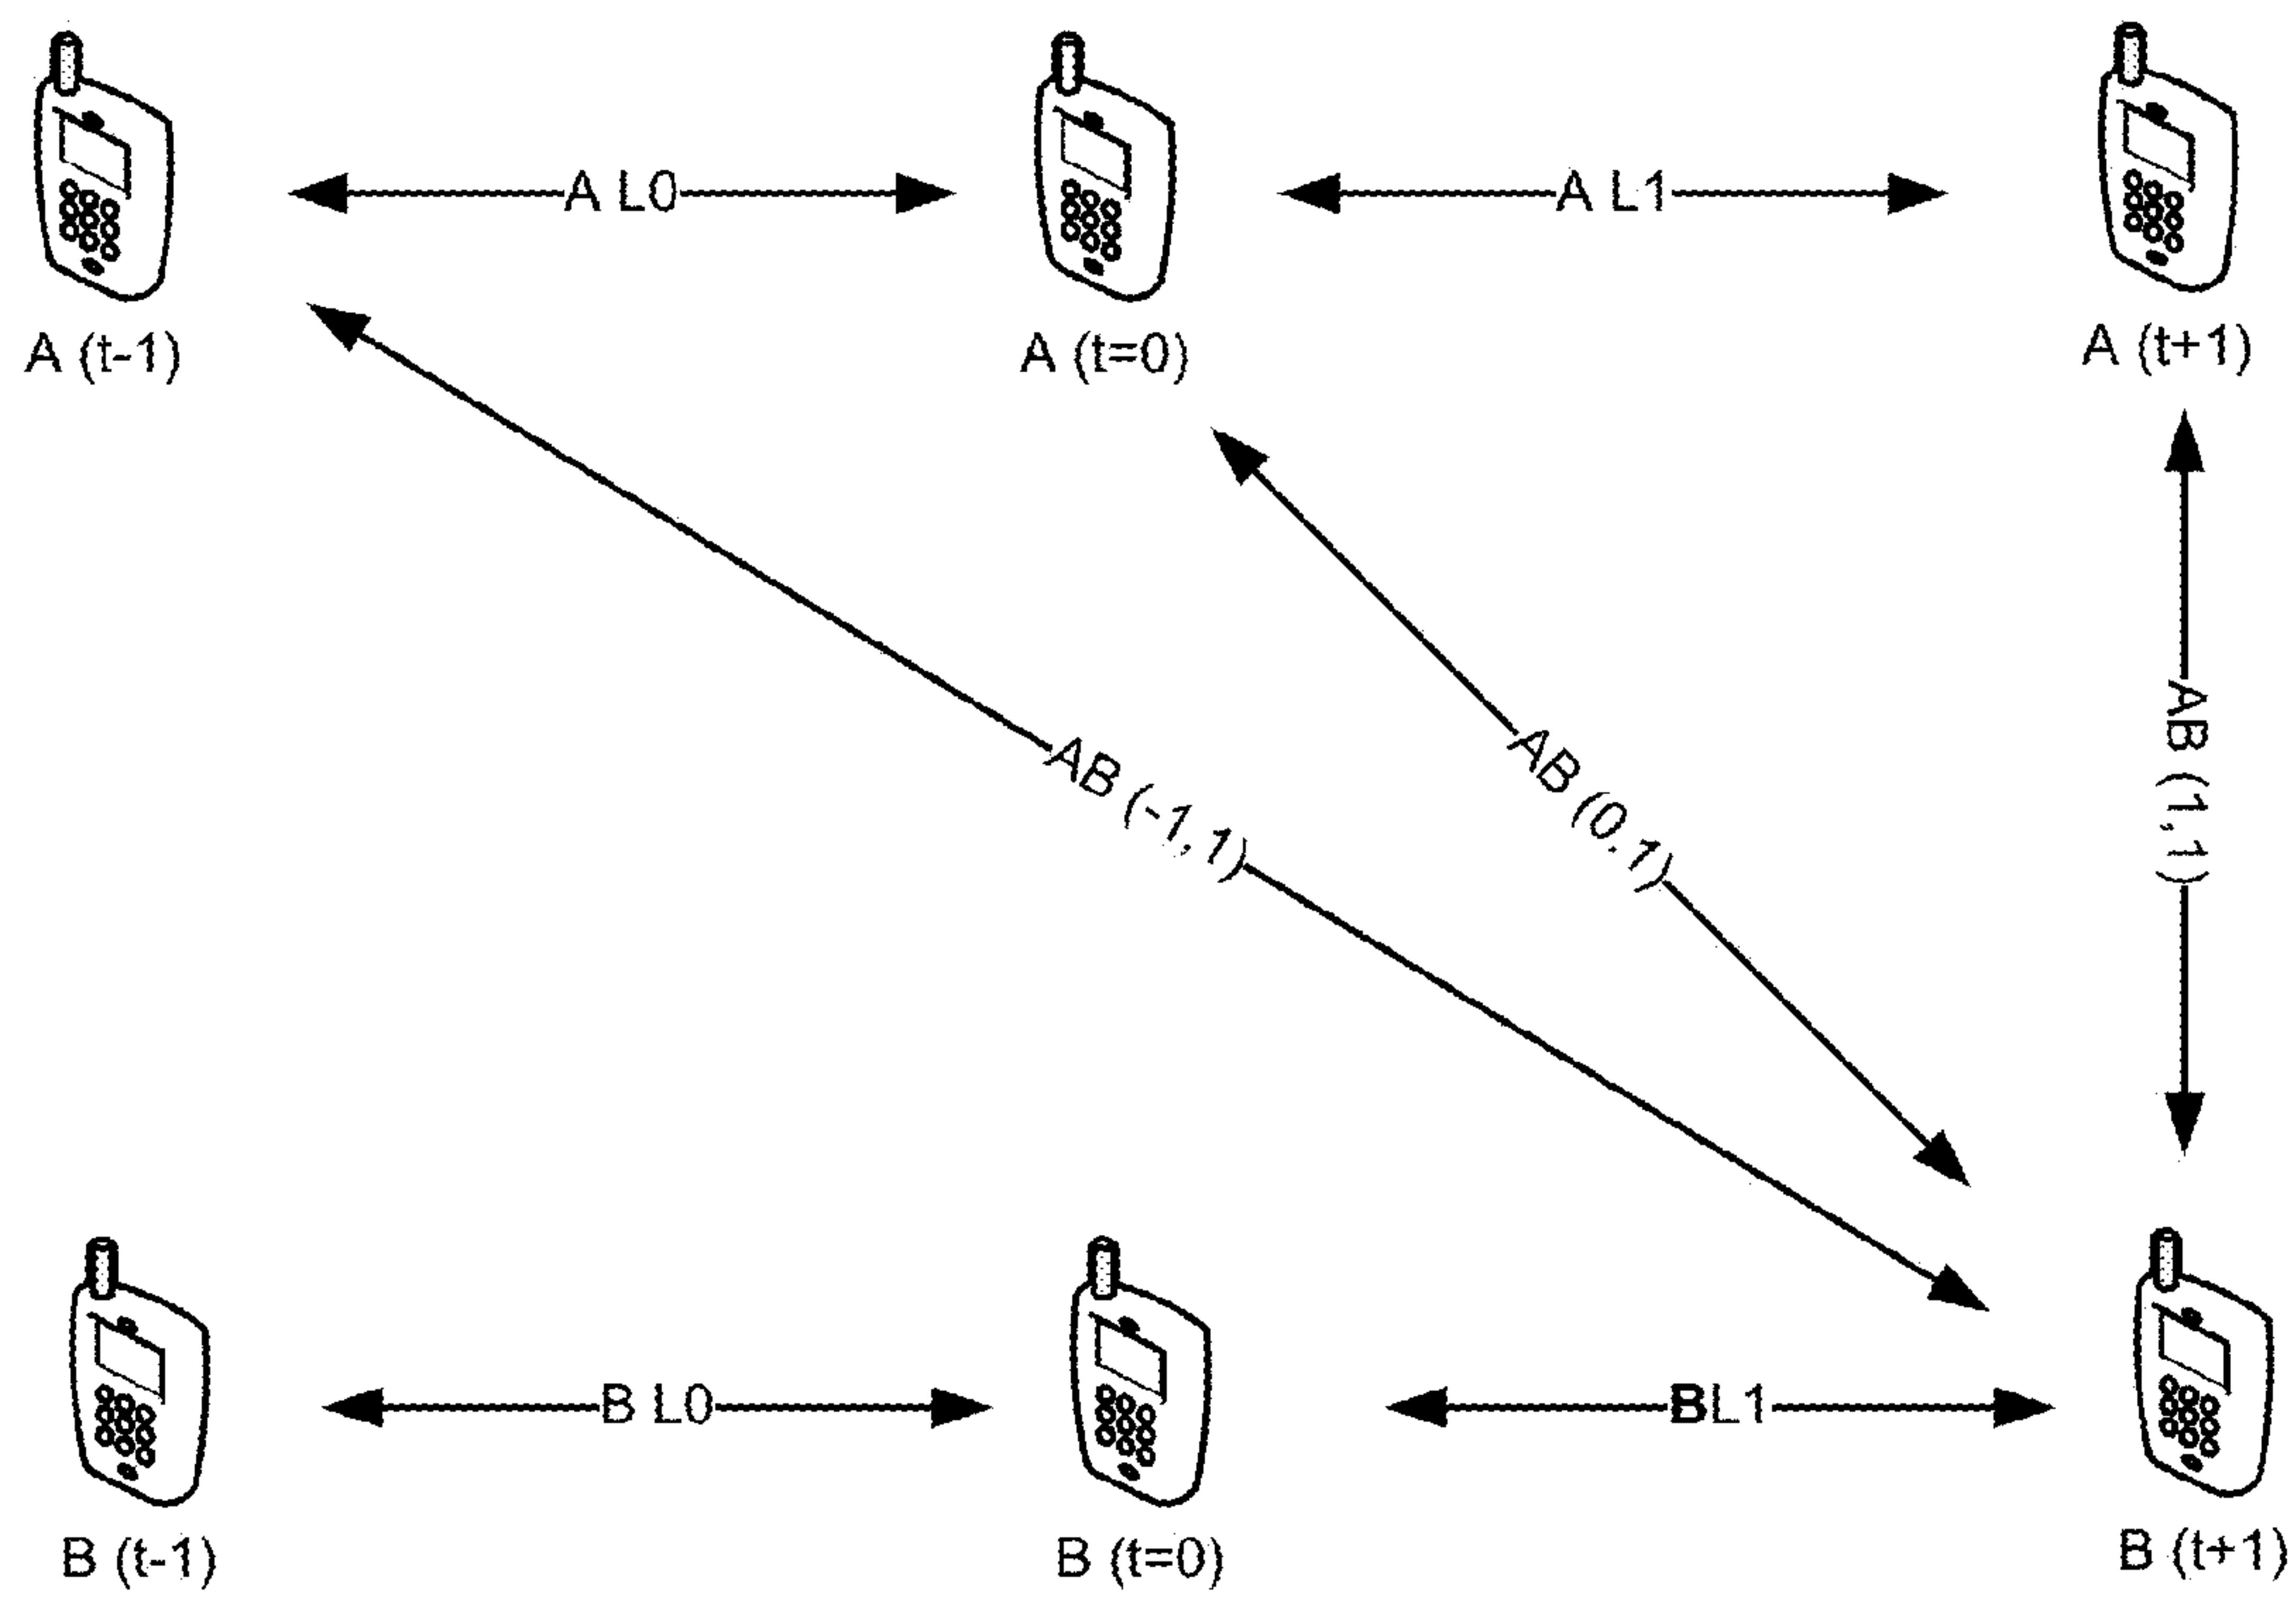 A L0
A L1
A (t-1)
A (t=0)
A (t+1)
AB (-1,1)
AB (0,1)
AB (1,1)
B L0
BL1
B (t-1)
B (t=0)
B (t+1)